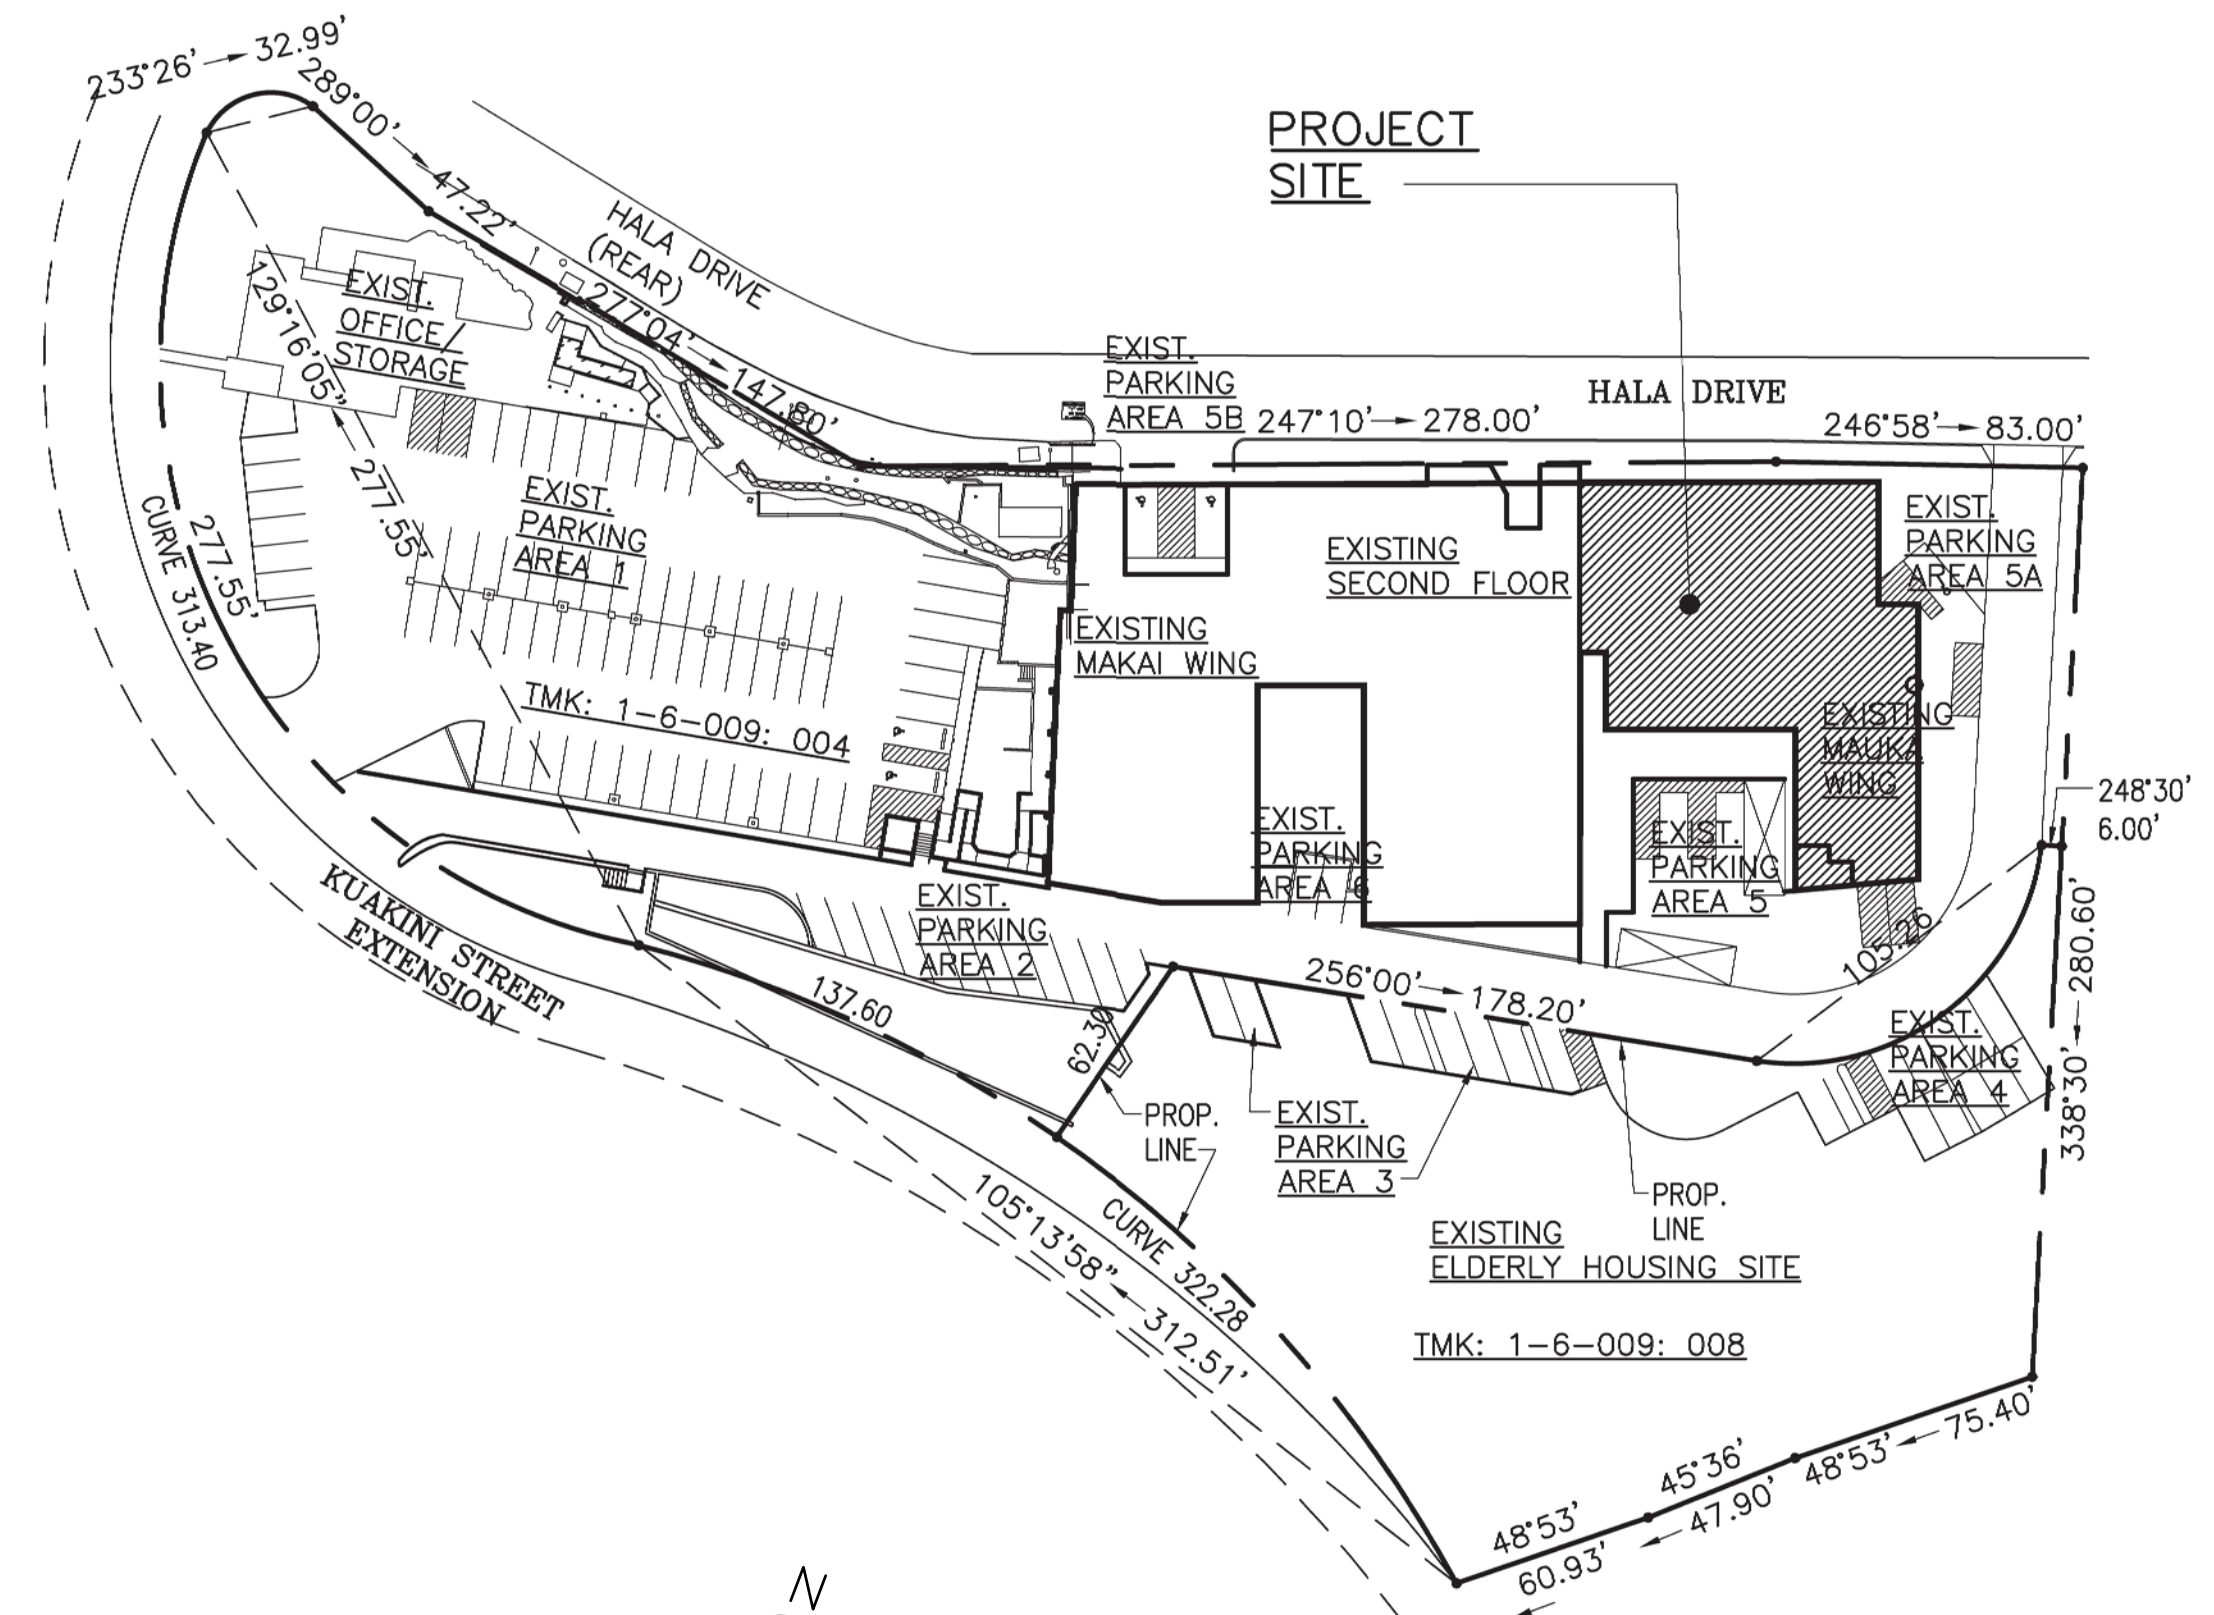 233°26' 32.99'
289°00' 47.22'
PROJECT
SITE
HALA DRIVE
(REAR)
277°04' 147.80'
EXIST.
OFFICE/
STORAGE
129°16'05" 277.55'
EXIST.
PARKING
AREA 5B
247°10' 278.00'
HALA DRIVE
246°58' 83.00'
EXIST.
PARKING
AREA 1
277.55'
CURVE 313.40
EXISTING
SECOND FLOOR
EXIST.
PARKING
AREA 5A
EXISTING
MAKAI WING
TMK: 1-6-009: 004
EXISTING
MAUKA
WING
248°30'
6.00'
EXIST.
PARKING
AREA 6
EXIST.
PARKING
AREA 5
EXIST.
PARKING
AREA 2
KUAKINI STREET
EXTENSION
105.26
338°30' 280.60'
137.60
62.30
256°00' 178.20'
EXIST.
PARKING
AREA 4
PROP.
LINE
EXIST.
PARKING
AREA 3
PROP.
LINE
105°13'58" 312.51'
CURVE 322.28
EXISTING
ELDERLY HOUSING SITE
TMK: 1-6-009: 008
48°53' 75.40'
45°36'
47.90'
48°53'
60.93'
N